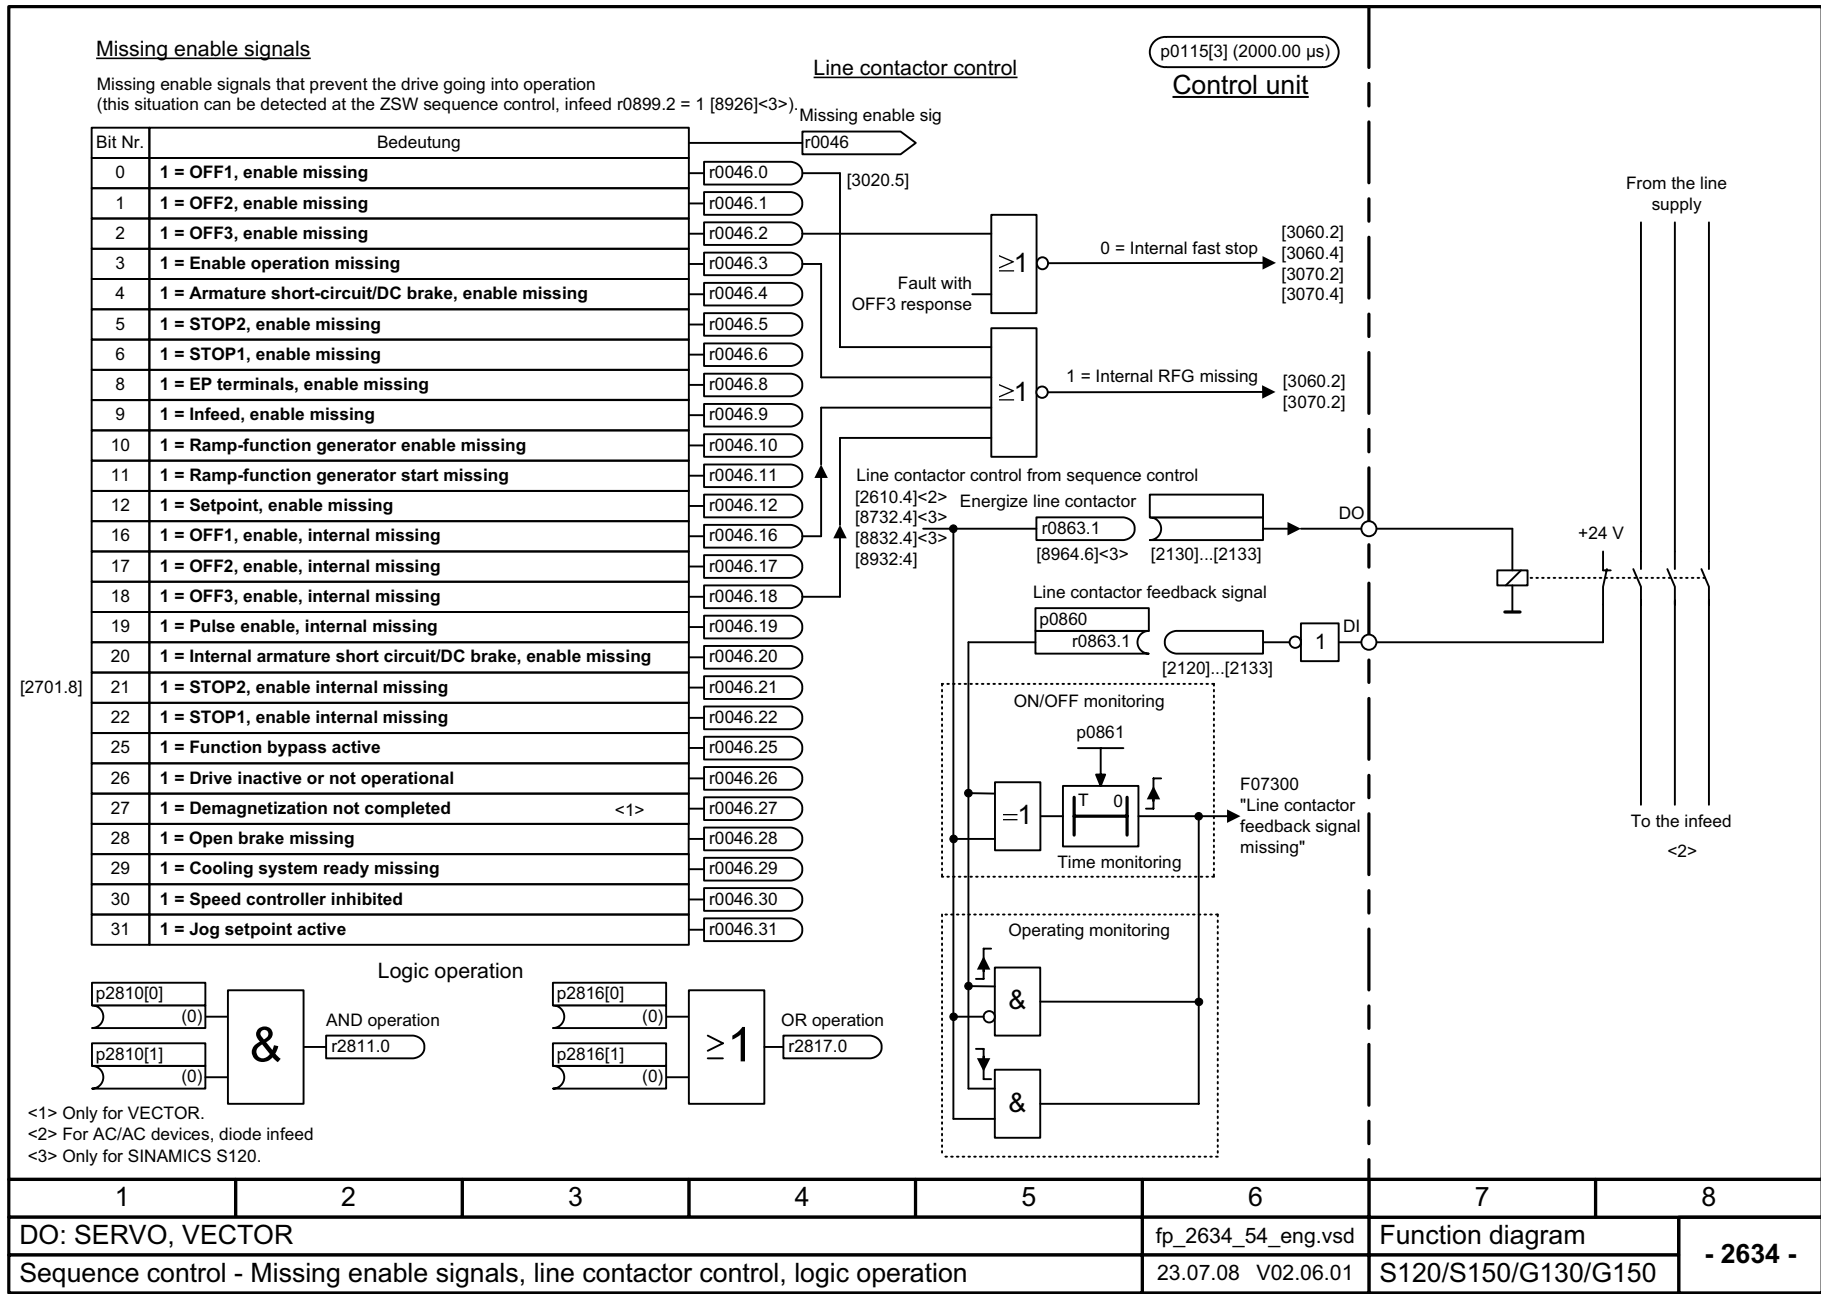 Missing enable signals
Missing enable signals that prevent the drive going into operation
(this situation can be detected at the ZSW sequence control, infeed r0899.2 = 1 [8926]<3>).
Line contactor control
p0115[3] (2000.00 µs)
Control unit
Missing enable sig
r0046
Bit Nr. Bedeutung
0 1 = OFF1, enable missing r0046.0
1 1 = OFF2, enable missing r0046.1
2 1 = OFF3, enable missing r0046.2
3 1 = Enable operation missing r0046.3
4 1 = Armature short-circuit/DC brake, enable missing r0046.4
5 1 = STOP2, enable missing r0046.5
6 1 = STOP1, enable missing r0046.6
8 1 = EP terminals, enable missing r0046.8
9 1 = Infeed, enable missing r0046.9
10 1 = Ramp-function generator enable missing r0046.10
11 1 = Ramp-function generator start missing r0046.11
12 1 = Setpoint, enable missing r0046.12
16 1 = OFF1, enable, internal missing r0046.16
17 1 = OFF2, enable, internal missing r0046.17
18 1 = OFF3, enable, internal missing r0046.18
19 1 = Pulse enable, internal missing r0046.19
20 1 = Internal armature short circuit/DC brake, enable missing r0046.20
[2701.8] 21 1 = STOP2, enable internal missing r0046.21
22 1 = STOP1, enable internal missing r0046.22
25 1 = Function bypass active r0046.25
26 1 = Drive inactive or not operational r0046.26
27 1 = Demagnetization not completed <1> r0046.27
28 1 = Open brake missing r0046.28
29 1 = Cooling system ready missing r0046.29
30 1 = Speed controller inhibited r0046.30
31 1 = Jog setpoint active r0046.31
[3020.5]
≥1
Fault with
OFF3 response
0 = Internal fast stop
[3060.2]
[3060.4]
[3070.2]
[3070.4]
≥1
1 = Internal RFG missing
[3060.2]
[3070.2]
Line contactor control from sequence control
[2610.4]<2>
[8732.4]<3>
[8832.4]<3>
[8932:4]
Energize line contactor
r0863.1
[8964.6]<3>
[2130]...[2133]
DO
Line contactor feedback signal
p0860
r0863.1
[2120]...[2133]
1
DI
+24 V
From the line
supply
To the infeed
<2>
ON/OFF monitoring
p0861
=1
T 0
Time monitoring
F07300
"Line contactor
feedback signal
missing"
Operating monitoring
&
&
Logic operation
p2810[0]
(0)
p2810[1]
(0)
&
AND operation
r2811.0
p2816[0]
(0)
p2816[1]
(0)
≥1
OR operation
r2817.0
<1> Only for VECTOR.
<2> For AC/AC devices, diode infeed
<3> Only for SINAMICS S120.
1 2 3 4 5 6 7 8
DO: SERVO, VECTOR fp_2634_54_eng.vsd Function diagram
- 2634 -
Sequence control - Missing enable signals, line contactor control, logic operation 23.07.08 V02.06.01 S120/S150/G130/G150